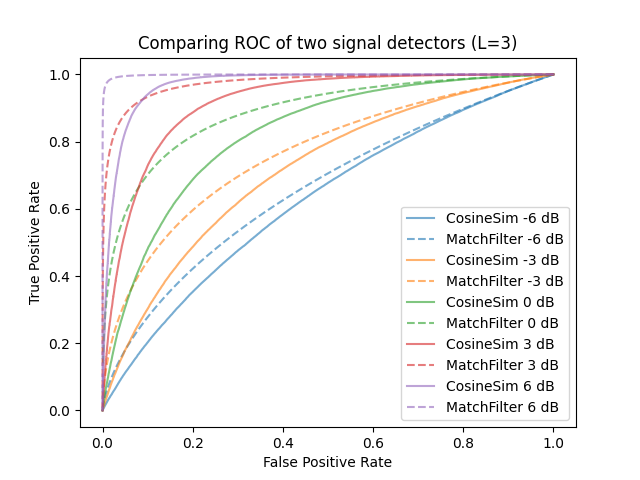 Comparing ROC of two signal detectors (L=3)
True Positive Rate
1.0
0.8
0.6
0.4
0.2
0.0
CosineSim -6 dB
MatchFilter -6 dB
CosineSim -3 dB
MatchFilter -3 dB
CosineSim 0 dB
MatchFilter 0 dB
CosineSim 3 dB
MatchFilter 3 dB
CosineSim 6 dB
MatchFilter 6 dB
0.0 0.2 0.4 0.6 0.8 1.0
False Positive Rate